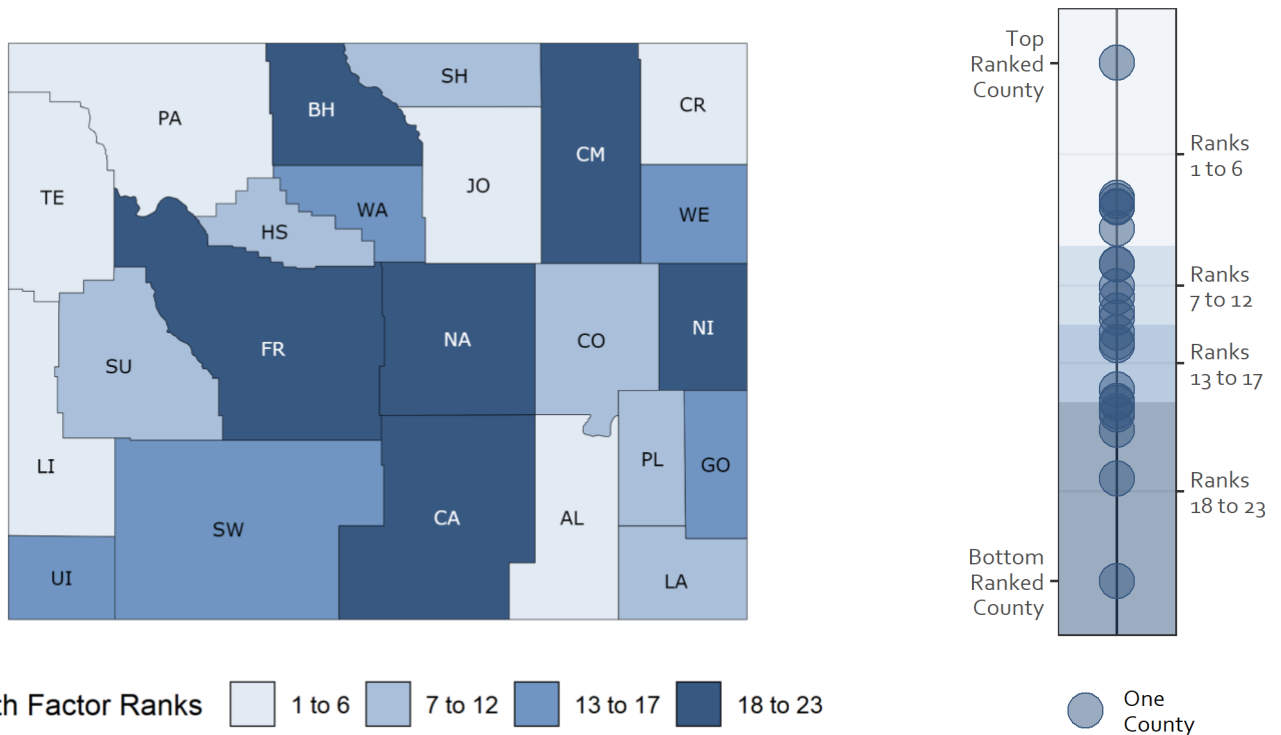 PA
BH
SH
CR
CM
TE
JO
WA
WE
HS
FR
NA
CO
NI
SU
LI
PL
GO
SW
CA
AL
UI
LA
th Factor Ranks
1 to 6
7 to 12
13 to 17
18 to 23
Top
Ranked
County
Ranks
1 to 6
Ranks
7 to 12
Ranks
13 to 17
Ranks
18 to 23
Bottom
Ranked
County
One
County